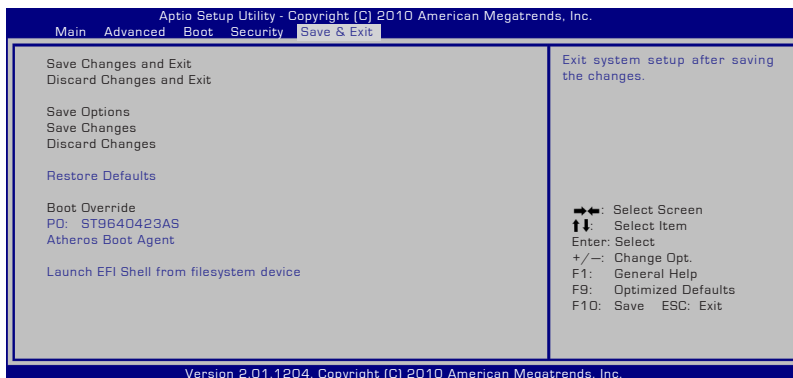 Aptio Setup Utility - Copyright (C) 2010 American Megatrends, Inc.
Main Advanced Boot Security Save & Exit
Save Changes and Exit
Discard Changes and Exit
Save Options
Save Changes
Discard Changes
Restore Defaults
Boot Override
P0: ST9640423AS
Atheros Boot Agent
Launch EFI Shell from filesystem device
Exit system setup after saving
the changes.
→←: Select Screen
↑↓: Select Item
Enter: Select
+/—: Change Opt.
F1: General Help
F9: Optimized Defaults
F10: Save ESC: Exit
Version 2.01.1204. Copyright (C) 2010 American Megatrends, Inc.